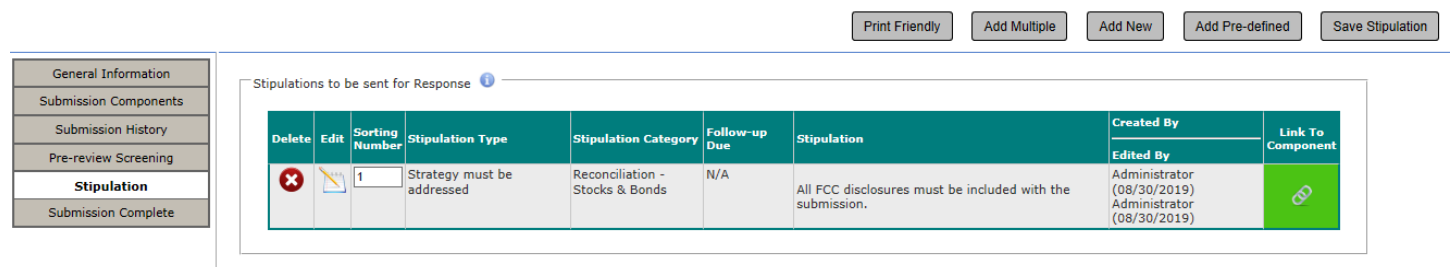 Print Friendly
Add Multiple
Add New
Add Pre-defined
Save Stipulation
General Information
Submission Components
Submission History
Pre-review Screening
Stipulation
Submission Complete
Stipulations to be sent for Response
Delete
Edit
Sorting
Number
Stipulation Type
Stipulation Category
Follow-up
Due
Stipulation
Created By
Edited By
Link To
Component
1
Strategy must be
addressed
Reconciliation -
Stocks & Bonds
N/A
All FCC disclosures must be included with the
submission.
Administrator
(08/30/2019)
Administrator
(08/30/2019)